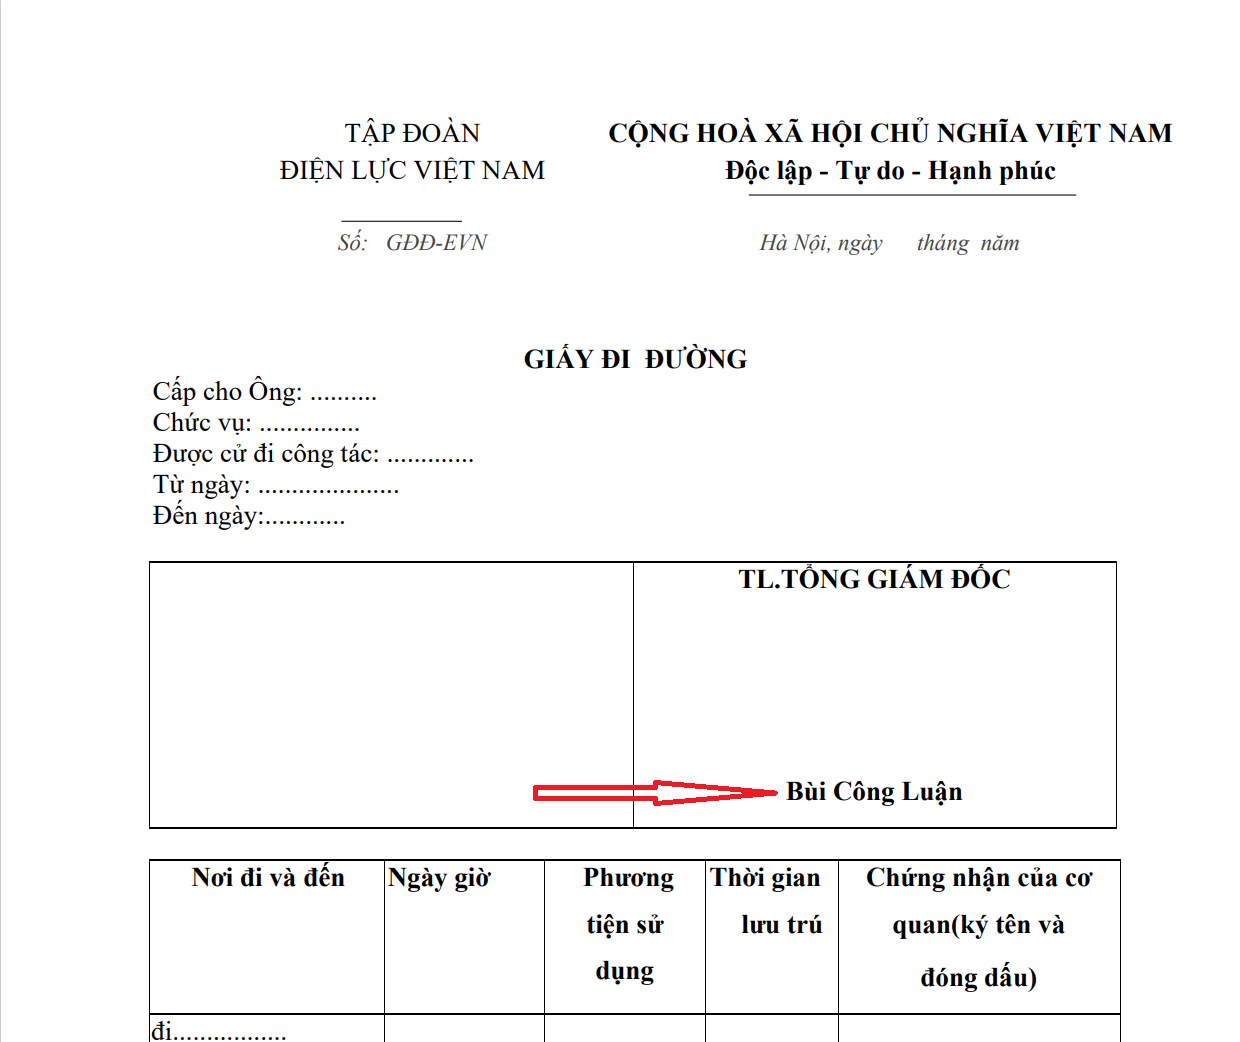 TẬP ĐOÀN
ĐIỆN LỰC VIỆT NAM
CỘNG HOÀ XÃ HỘI CHỦ NGHĨA VIỆT NAM
Độc lập - Tự do - Hạnh phúc
Số: GĐĐ-EVN
Hà Nội, ngày tháng năm
GIẤY ĐI ĐƯỜNG
Cấp cho Ông: ..........
Chức vụ: ...............
Được cử đi công tác: .............
Từ ngày: .....................
Đến ngày:............
TL.TỔNG GIÁM ĐỐC
Bùi Công Luận
Nơi đi và đến
Ngày giờ
Phương
tiện sử
dụng
Thời gian
lưu trú
Chứng nhận của cơ
quan(ký tên và
đóng dấu)
đi.................